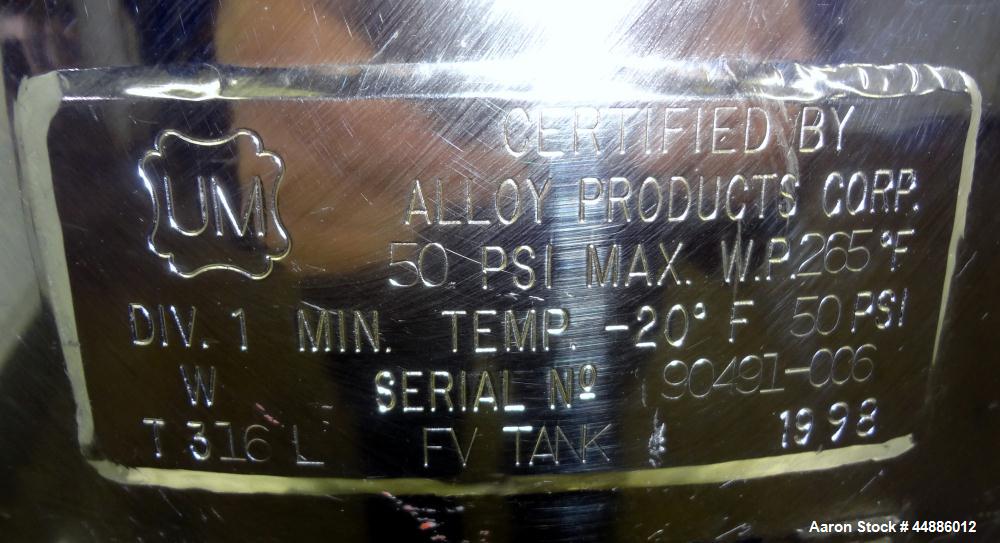 CERTIFIED BY
UM
ALLOY PRODUCTS CORP.
50 PSI MAX. W.P. 265°F
DIV. 1 MIN. TEMP. -20° F 50 PSI
W SERIAL Nº 90491-006
T 316 L FV TANK 1998
Aaron Stock # 44886012